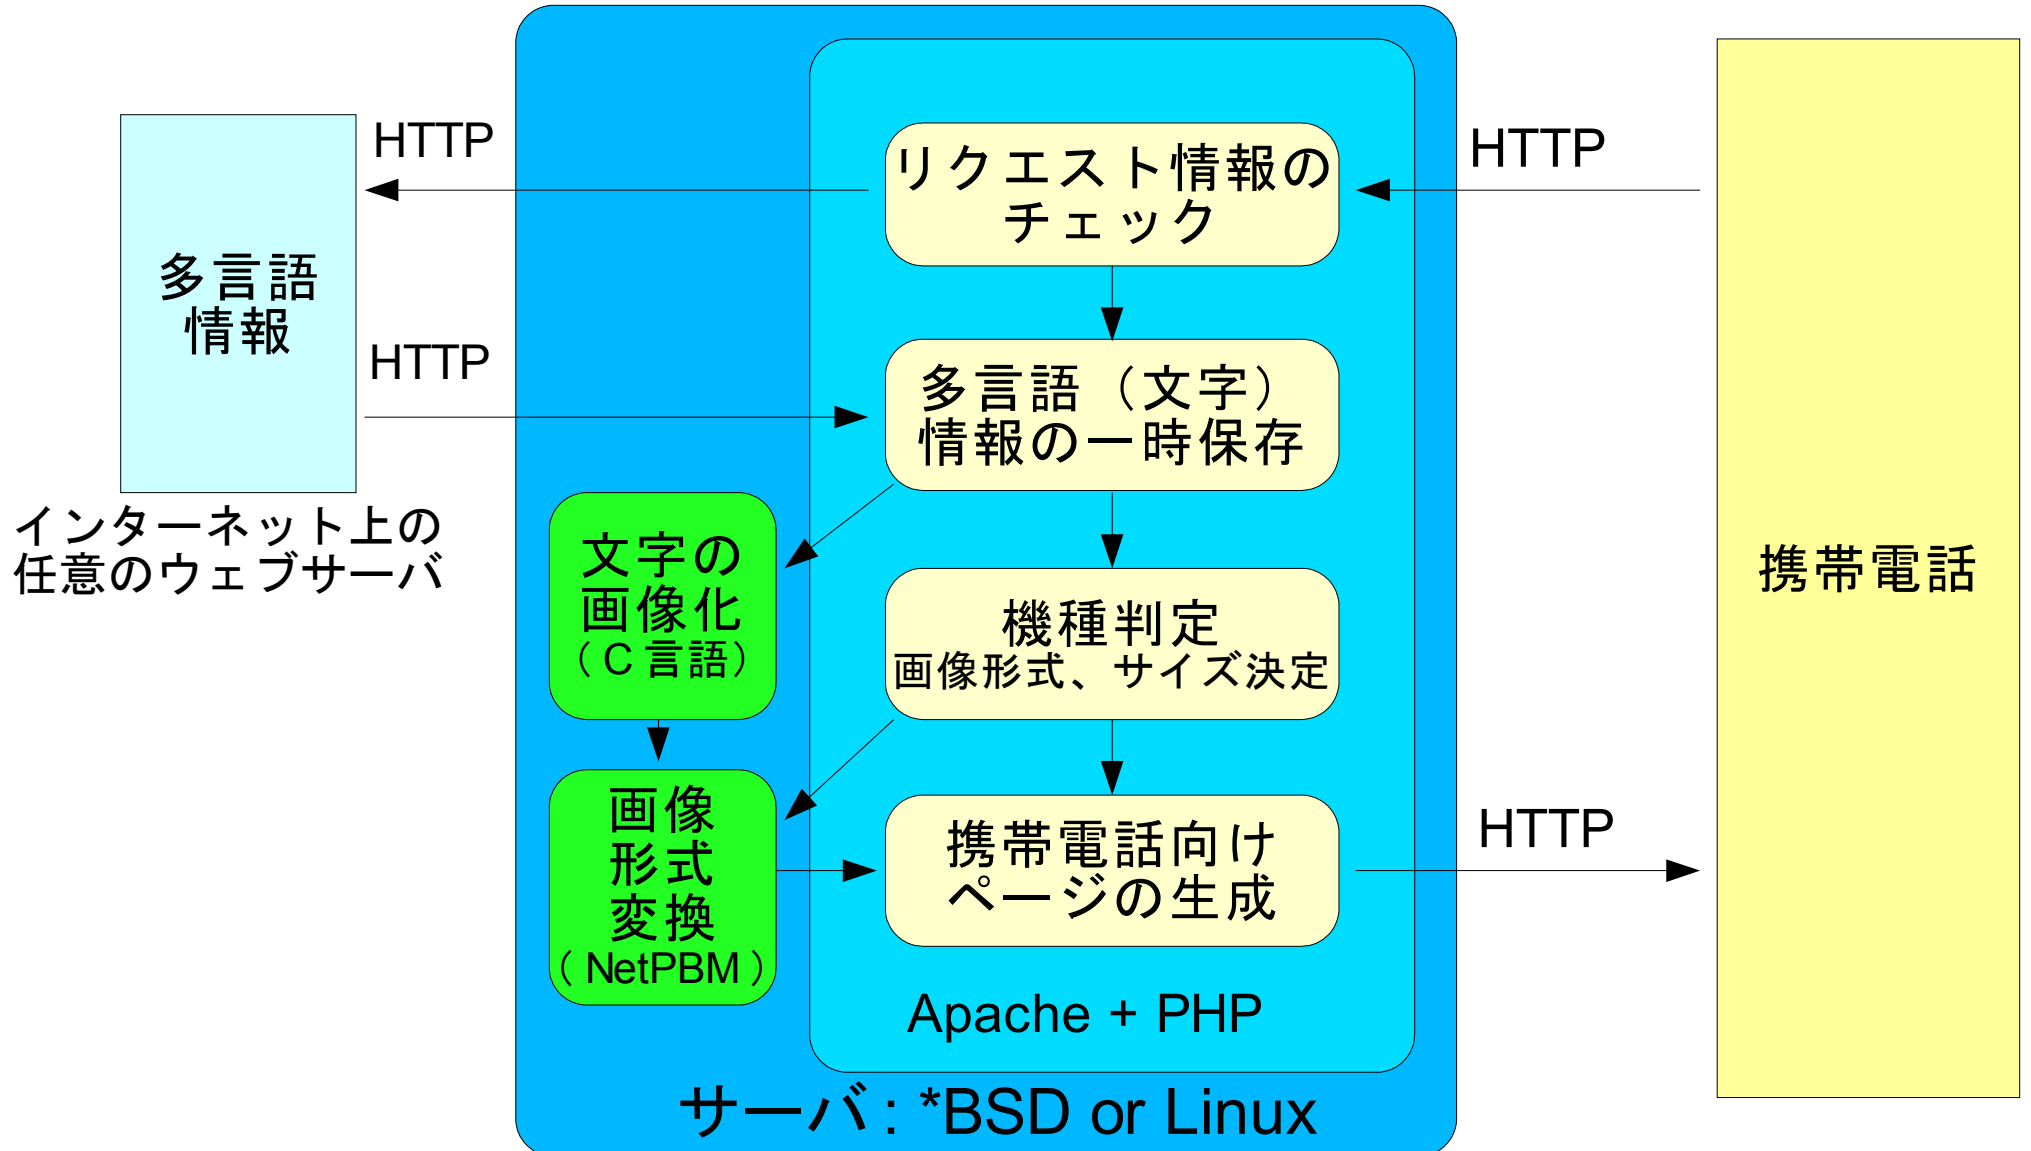 HTTP
多言語
情報
HTTP
インターネット上の
任意のウェブサーバ
リクエスト情報の
チェック
多言語（文字）
情報の一時保存
文字の
画像化
（C 言語）
機種判定
画像形式、サイズ決定
画像
形式
変換
（NetPBM）
携帯電話向け
ページの生成
Apache + PHP
サーバ : *BSD or Linux
HTTP
携帯電話
HTTP